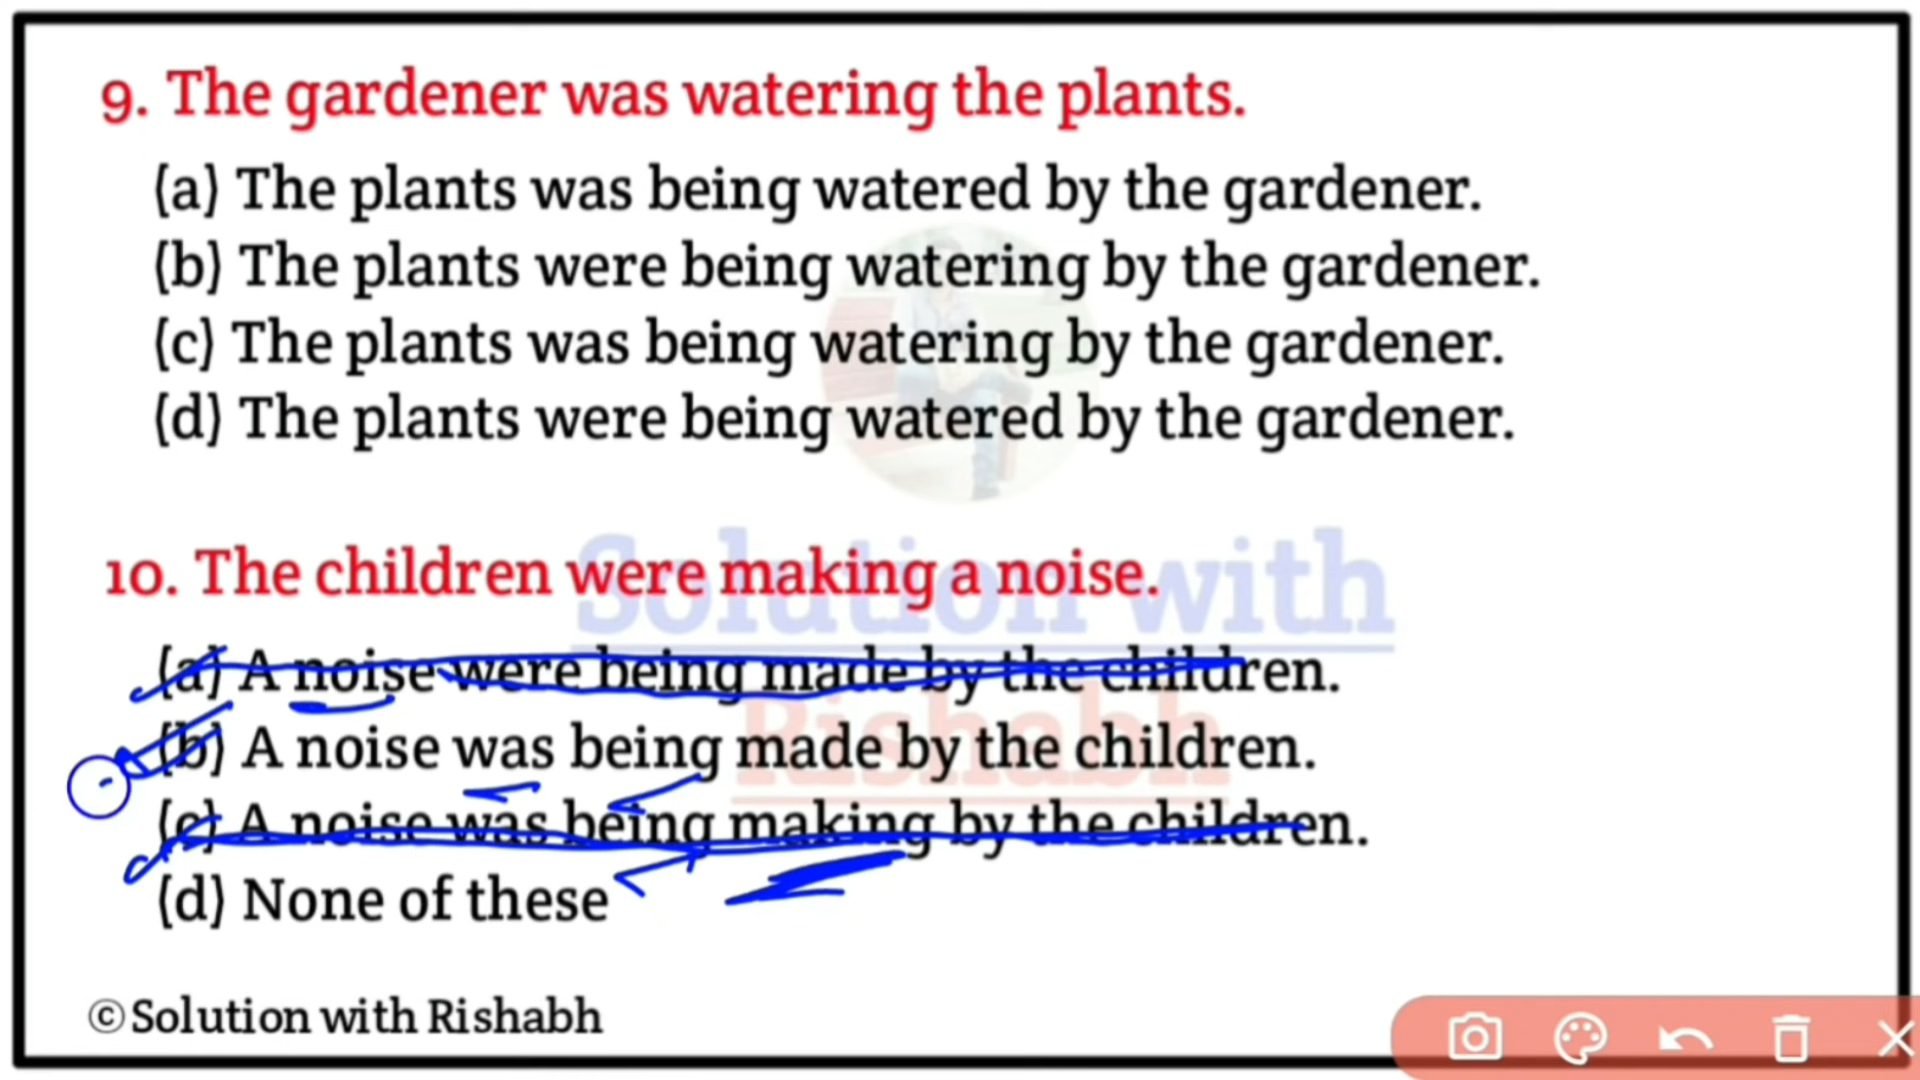 9. The gardener was watering the plants.
(a) The plants was being watered by the gardener.
(b) The plants were being watering by the gardener.
(c) The plants was being watering by the gardener.
(d) The plants were being watered by the gardener.
Solution with
Rishabh
10. The children were making a noise.
(a) A noise were being made by the children.
(b) A noise was being made by the children.
(c) A noise was being making by the children.
(d) None of these
©Solution with Rishabh